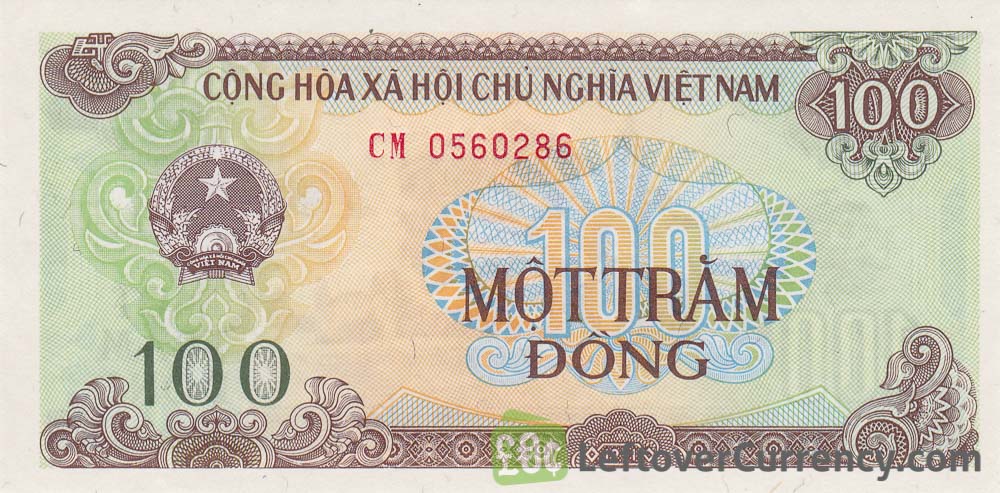 CỘNG HÒA XÃ HỘI CHỦ NGHĨA VIỆT NAM
100
CM 0560286
100
VIỆT NAM
MỘT TRĂM
ĐỒNG
100
£8¢ LeftoverCurrency.com